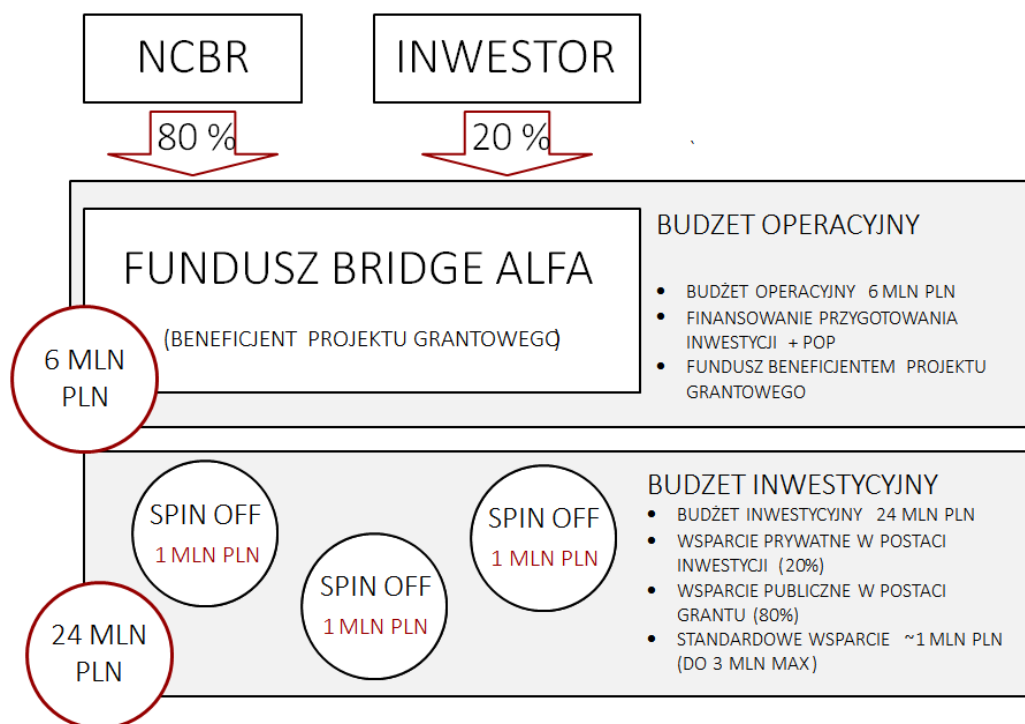 NCBR
INWESTOR
80 %
20 %
`
FUNDUSZ BRIDGE ALFA
(BENEFICJENT PROJEKTU GRANTOWEGO)
6 MLN
PLN
BUDZET OPERACYJNY
• BUDŻET OPERACYJNY 6 MLN PLN
• FINANSOWANIE PRZYGOTOWANIA
INWESTYCJI + POP
• FUNDUSZ BENEFICJENTEM PROJEKTU
GRANTOWEGO
SPIN OFF
1 MLN PLN
SPIN OFF
1 MLN PLN
SPIN OFF
1 MLN PLN
24 MLN
PLN
BUDZET INWESTYCYJNY
• BUDŻET INWESTYCYJNY 24 MLN PLN
• WSPARCIE PRYWATNE W POSTACI
INWESTYCJI (20%)
• WSPARCIE PUBLICZNE W POSTACI
GRANTU (80%)
• STANDARDOWE WSPARCIE ~1 MLN PLN
(DO 3 MLN MAX)